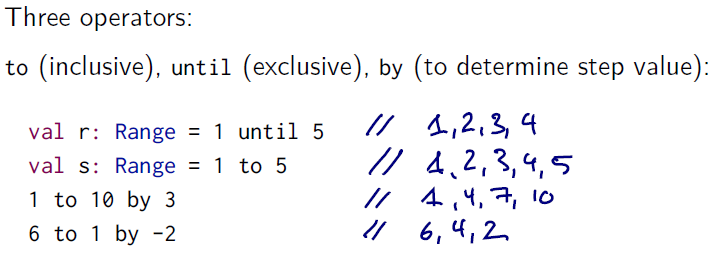 Three operators:
to (inclusive), until (exclusive), by (to determine step value):
val r: Range = 1 until 5 // 1,2,3,4
val s: Range = 1 to 5 // 1,2,3,4,5
1 to 10 by 3 // 1,4,7,10
6 to 1 by -2 // 6,4,2